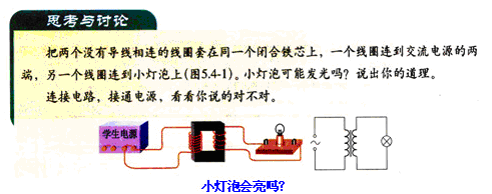 思考与讨论
把两个没有导线相连的线圈套在同一个闭合铁芯上，一个线圈连到交流电源的两
端，另一个线圈连到小灯泡上（图5.4-1）。小灯泡可能发光吗？说出你的道理。
连接电路，接通电源，看看你说的对不对。
学生电源
小灯泡会亮吗?